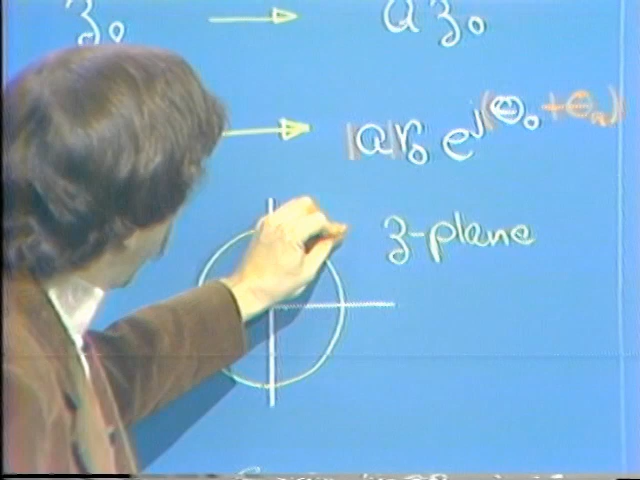 z₀ → a z₀
→ |a|r₀ e^j(θ₀ + θₐ)
z-plane